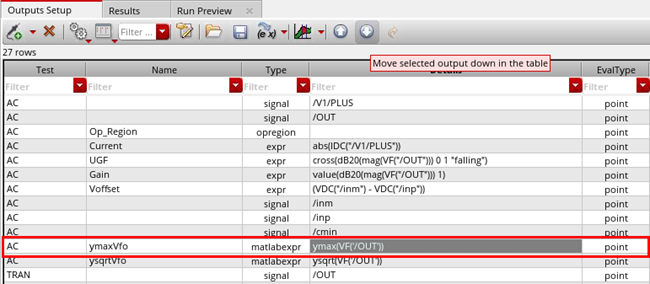 Outputs Setup Results Run Preview
Filter ...
27 rows
Move selected output down in the table
Test Name Type Details EvalType
Filter Filter Filter Filter Filter
AC signal /V1/PLUS point
AC signal /OUT point
AC Op_Region opregion point
AC Current expr abs(IDC("/V1/PLUS")) point
AC UGF expr cross(dB20(mag(VF("/OUT"))) 0 1 "falling") point
AC Gain expr value(dB20(mag(VF("/OUT"))) 1) point
AC Voffset expr (VDC("/inm") - VDC("/inp")) point
AC signal /inm point
AC signal /inp point
AC signal /cmin point
AC ymaxVfo matlabexpr ymax(VF('/OUT')) point
AC ysqrtVfo matlabexpr ysqrt(VF('/OUT')) point
TRAN signal /OUT point